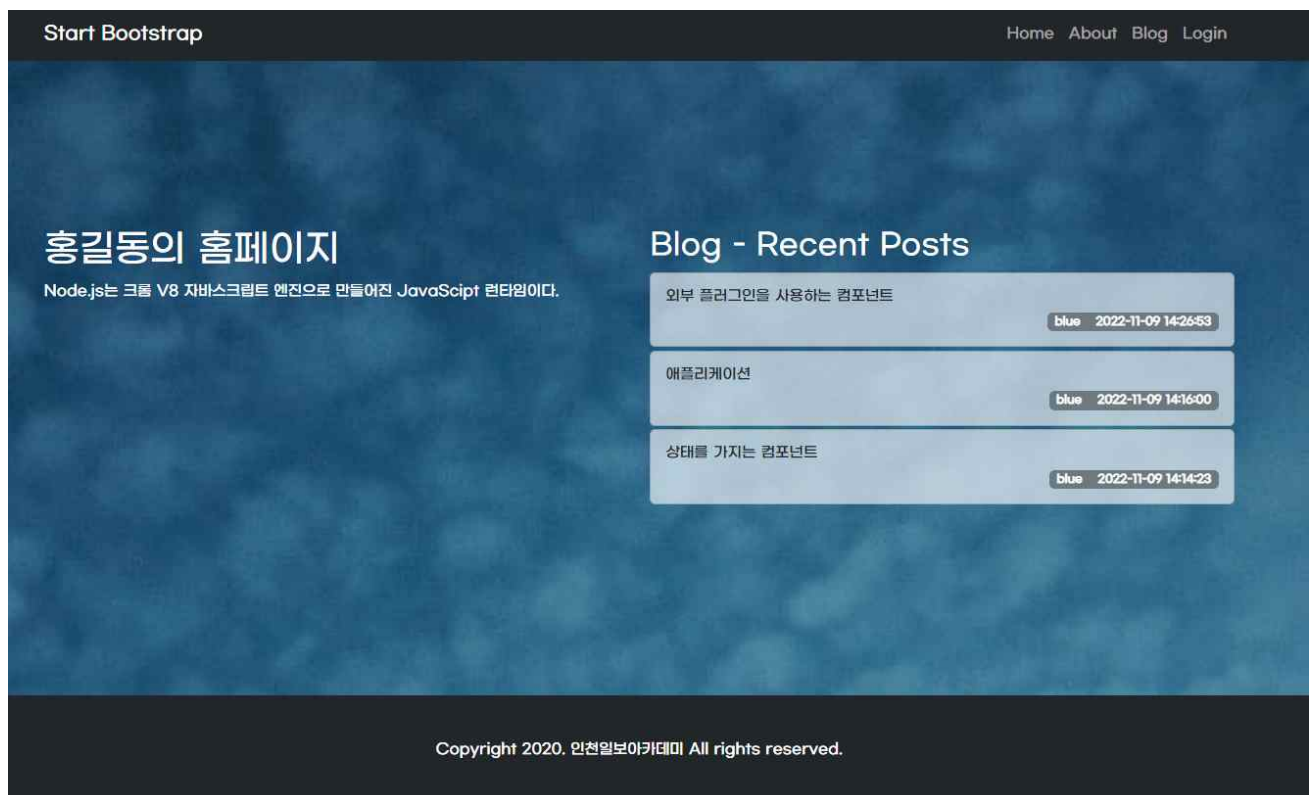 Start Bootstrap
Home About Blog Login
홍길동의 홈페이지
Node.js는 크롬 V8 자바스크립트 엔진으로 만들어진 JavaScipt 런타임이다.
Blog - Recent Posts
외부 플러그인을 사용하는 컴포넌트
blue 2022-11-09 14:26:53
애플리케이션
blue 2022-11-09 14:16:00
상태를 가지는 컴포넌트
blue 2022-11-09 14:14:23
Copyright 2020. 인천일보아카데미 All rights reserved.